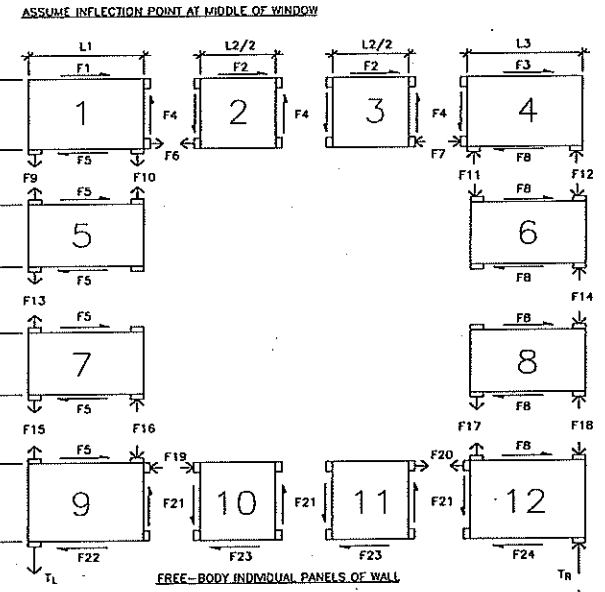 ASSUME INFLECTION POINT AT MIDDLE OF WINDOW
L1 L2/2 L2/2 L3
F1 F2 F2 F3
1 F4 2 F4 3 F4 4
F6 F7
F5 F8
F9 F10 F11 F12
F5 F8
5 6
F5 F8
F13 F14
F5 F8
7 8
F5 F8
F15 F16 F17 F18
F5 F19 F20 F8
9 F21 10 F21 11 F21 12
F22 F23 F23 F24
TL TR
FREE-BODY INDIVIDUAL PANELS OF WALL